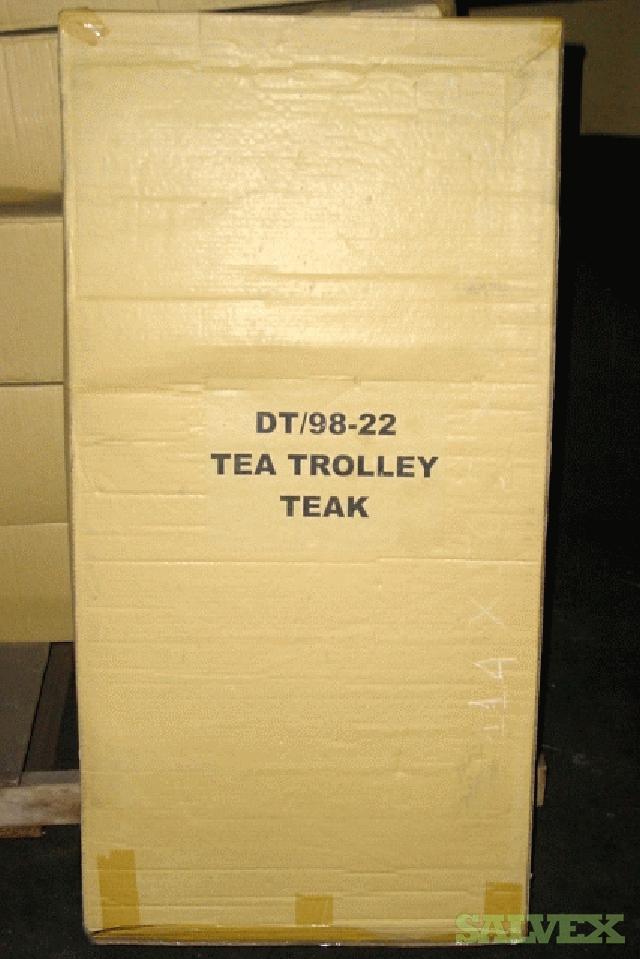 DT/98-22
TEA TROLLEY
TEAK
SALVEX